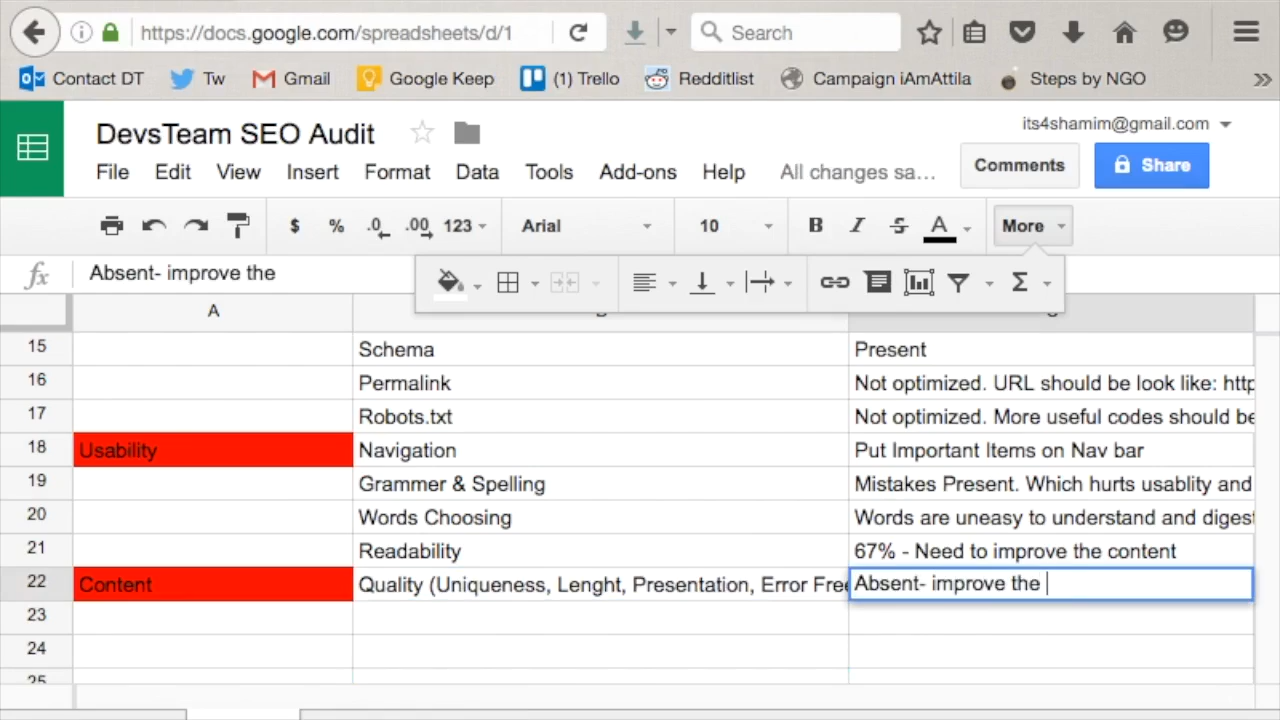 https://docs.google.com/spreadsheets/d/1 Search
Contact DT Tw Gmail Google Keep (1) Trello Redditlist Campaign iAmAttila Steps by NGO
DevsTeam SEO Audit its4shamim@gmail.com
File Edit View Insert Format Data Tools Add-ons Help All changes sa… Comments Share
$ % .0 .00 123 Arial 10 B I S A More
fx Absent- improve the
A
15 Schema Present
16 Permalink Not optimized. URL should be look like: http
17 Robots.txt Not optimized. More useful codes should be
18 Usability Navigation Put Important Items on Nav bar
19 Grammer & Spelling Mistakes Present. Which hurts usablity and
20 Words Choosing Words are uneasy to understand and digest
21 Readability 67% - Need to improve the content
22 Content Quality (Uniqueness, Lenght, Presentation, Error Free Absent- improve the
23
24
25